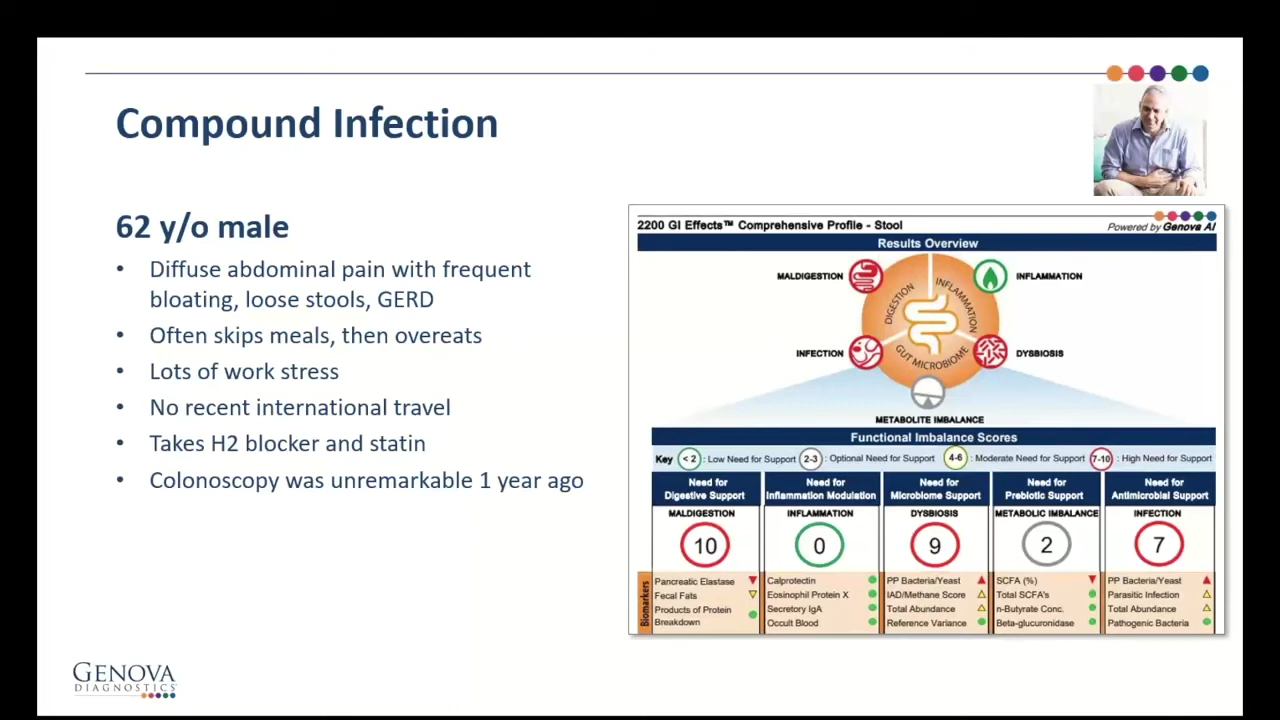 Compound Infection
62 y/o male
• Diffuse abdominal pain with frequent
bloating, loose stools, GERD
• Often skips meals, then overeats
• Lots of work stress
• No recent international travel
• Takes H2 blocker and statin
• Colonoscopy was unremarkable 1 year ago
GENOVA
DIAGNOSTICS
2200 GI Effects™ Comprehensive Profile - Stool
Powered by Genova AI
Results Overview
MALDIGESTION
INFLAMMATION
DIGESTION
INFLAMMATION
INFECTION
GUT MICROBIOME
DYSBIOSIS
METABOLITE IMBALANCE
Functional Imbalance Scores
Key <2 : Low Need for Support 2-3 : Optional Need for Support 4-6 : Moderate Need for Support 7-10 : High Need for Support
Need for
Digestive Support
MALDIGESTION
10
Pancreatic Elastase
Fecal Fats
Products of Protein
Breakdown
Need for
Inflammation Modulation
INFLAMMATION
0
Calprotectin
Eosinophil Protein X
Secretory IgA
Occult Blood
Need for
Microbiome Support
DYSBIOSIS
9
PP Bacteria/Yeast
IAD/Methane Score
Total Abundance
Reference Variance
Need for
Prebiotic Support
METABOLIC IMBALANCE
2
SCFA (%)
Total SCFA's
n-Butyrate Conc.
Beta-glucuronidase
Need for
Antimicrobial Support
INFECTION
7
PP Bacteria/Yeast
Parasitic Infection
Total Abundance
Pathogenic Bacteria
Biomarkers